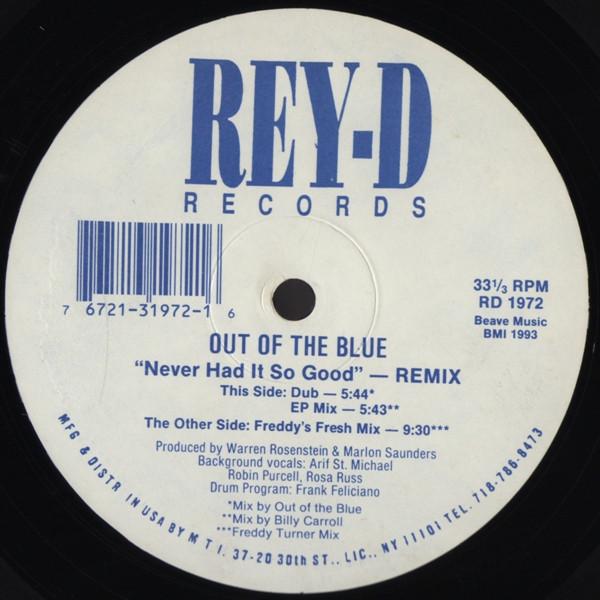 REY-D
RECORDS
7 6721-31972-1 6
33⅓ RPM
RD 1972
Beave Music
BMI 1993
OUT OF THE BLUE
"Never Had It So Good" — REMIX
This Side: Dub — 5:44*
EP Mix — 5:43**
The Other Side: Freddy's Fresh Mix — 9:30***
Produced by Warren Rosenstein & Marlon Saunders
Background vocals: Arif St. Michael
Robin Purcell, Rosa Russ
Drum Program: Frank Feliciano
*Mix by Out of the Blue
**Mix by Billy Carroll
***Freddy Turner Mix
MFG & DISTR IN USA BY M T I. 37-20 30th ST., LIC., NY 11101 TEL. 718-786-8473